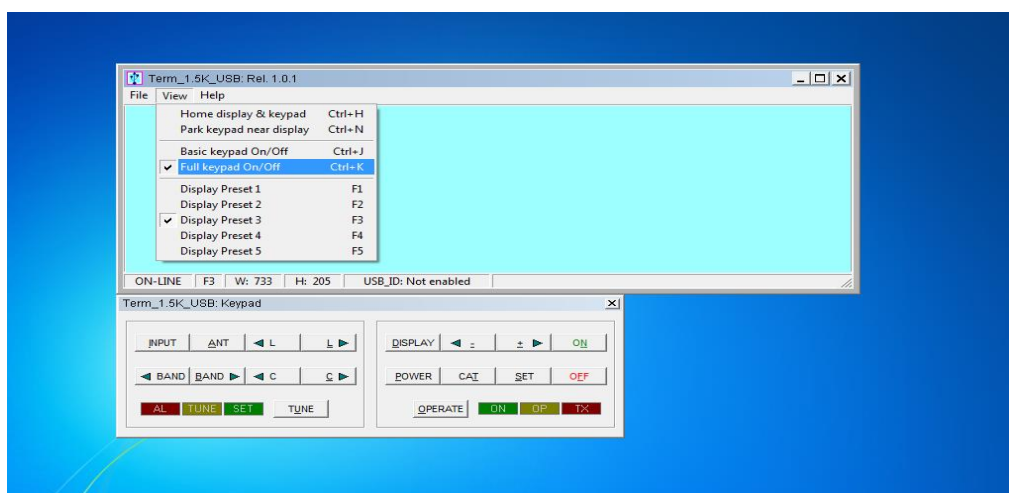 Term_1.5K_USB: Rel. 1.0.1
File View Help
Home display & keypad Ctrl+H
Park keypad near display Ctrl+N
Basic keypad On/Off Ctrl+J
Full keypad On/Off Ctrl+K
Display Preset 1 F1
Display Preset 2 F2
Display Preset 3 F3
Display Preset 4 F4
Display Preset 5 F5
ON-LINE F3 W: 733 H: 205 USB_ID: Not enabled
Term_1.5K_USB: Keypad
INPUT ANT L L DISPLAY - + ON
BAND BAND C C POWER CAT SET OFF
AL TUNE SET TUNE OPERATE ON OP TX